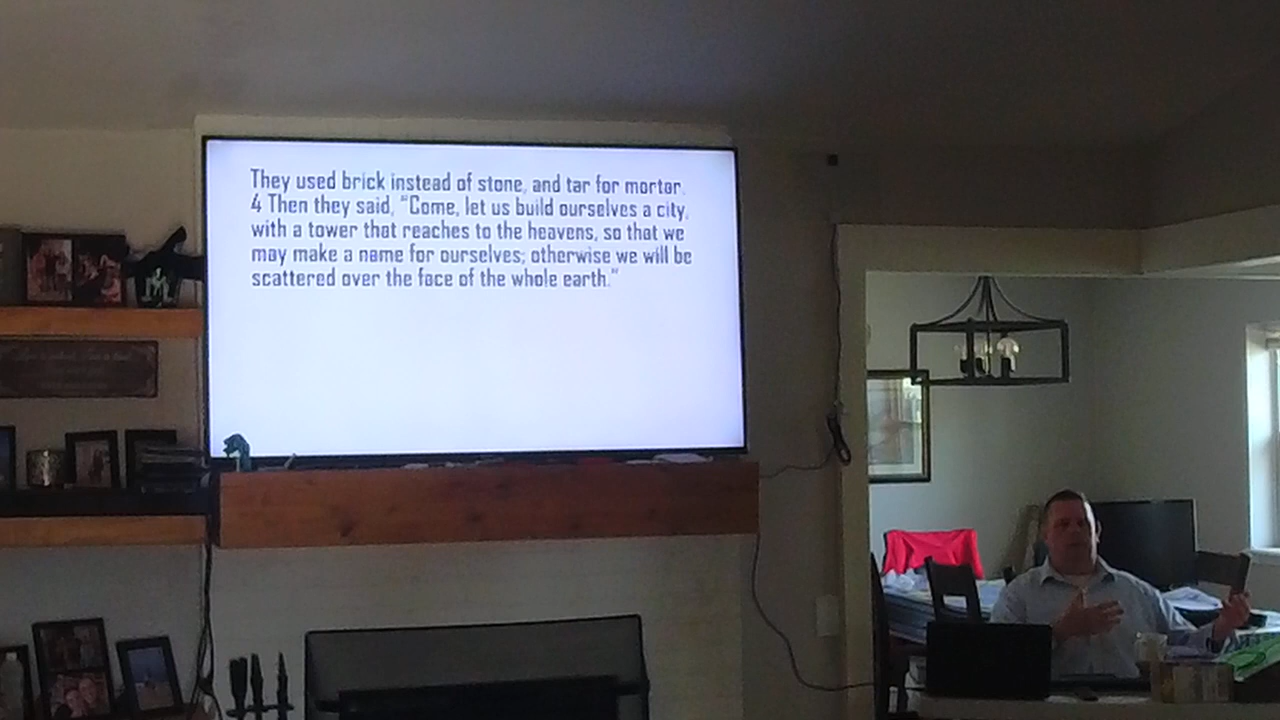 They used brick instead of stone, and tar for mortar.
4 Then they said, "Come, let us build ourselves a city,
with a tower that reaches to the heavens, so that we
may make a name for ourselves; otherwise we will be
scattered over the face of the whole earth."